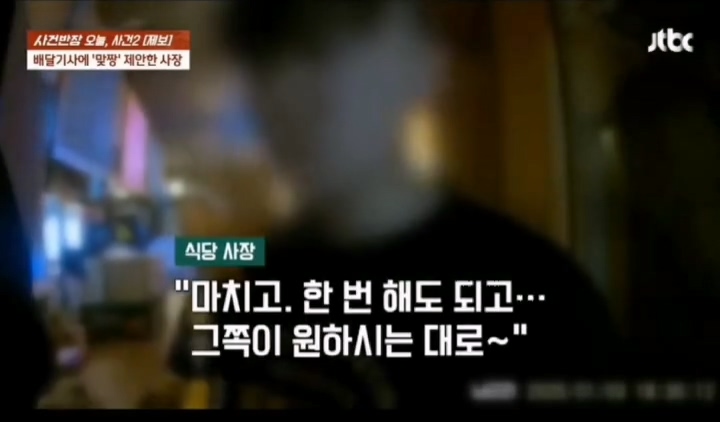 사건반장 오늘, 사건2 [제보]
배달기사에 '맞짱' 제안한 사장
jtbc
식당 사장
"마치고. 한 번 해도 되고…
그쪽이 원하시는 대로~"